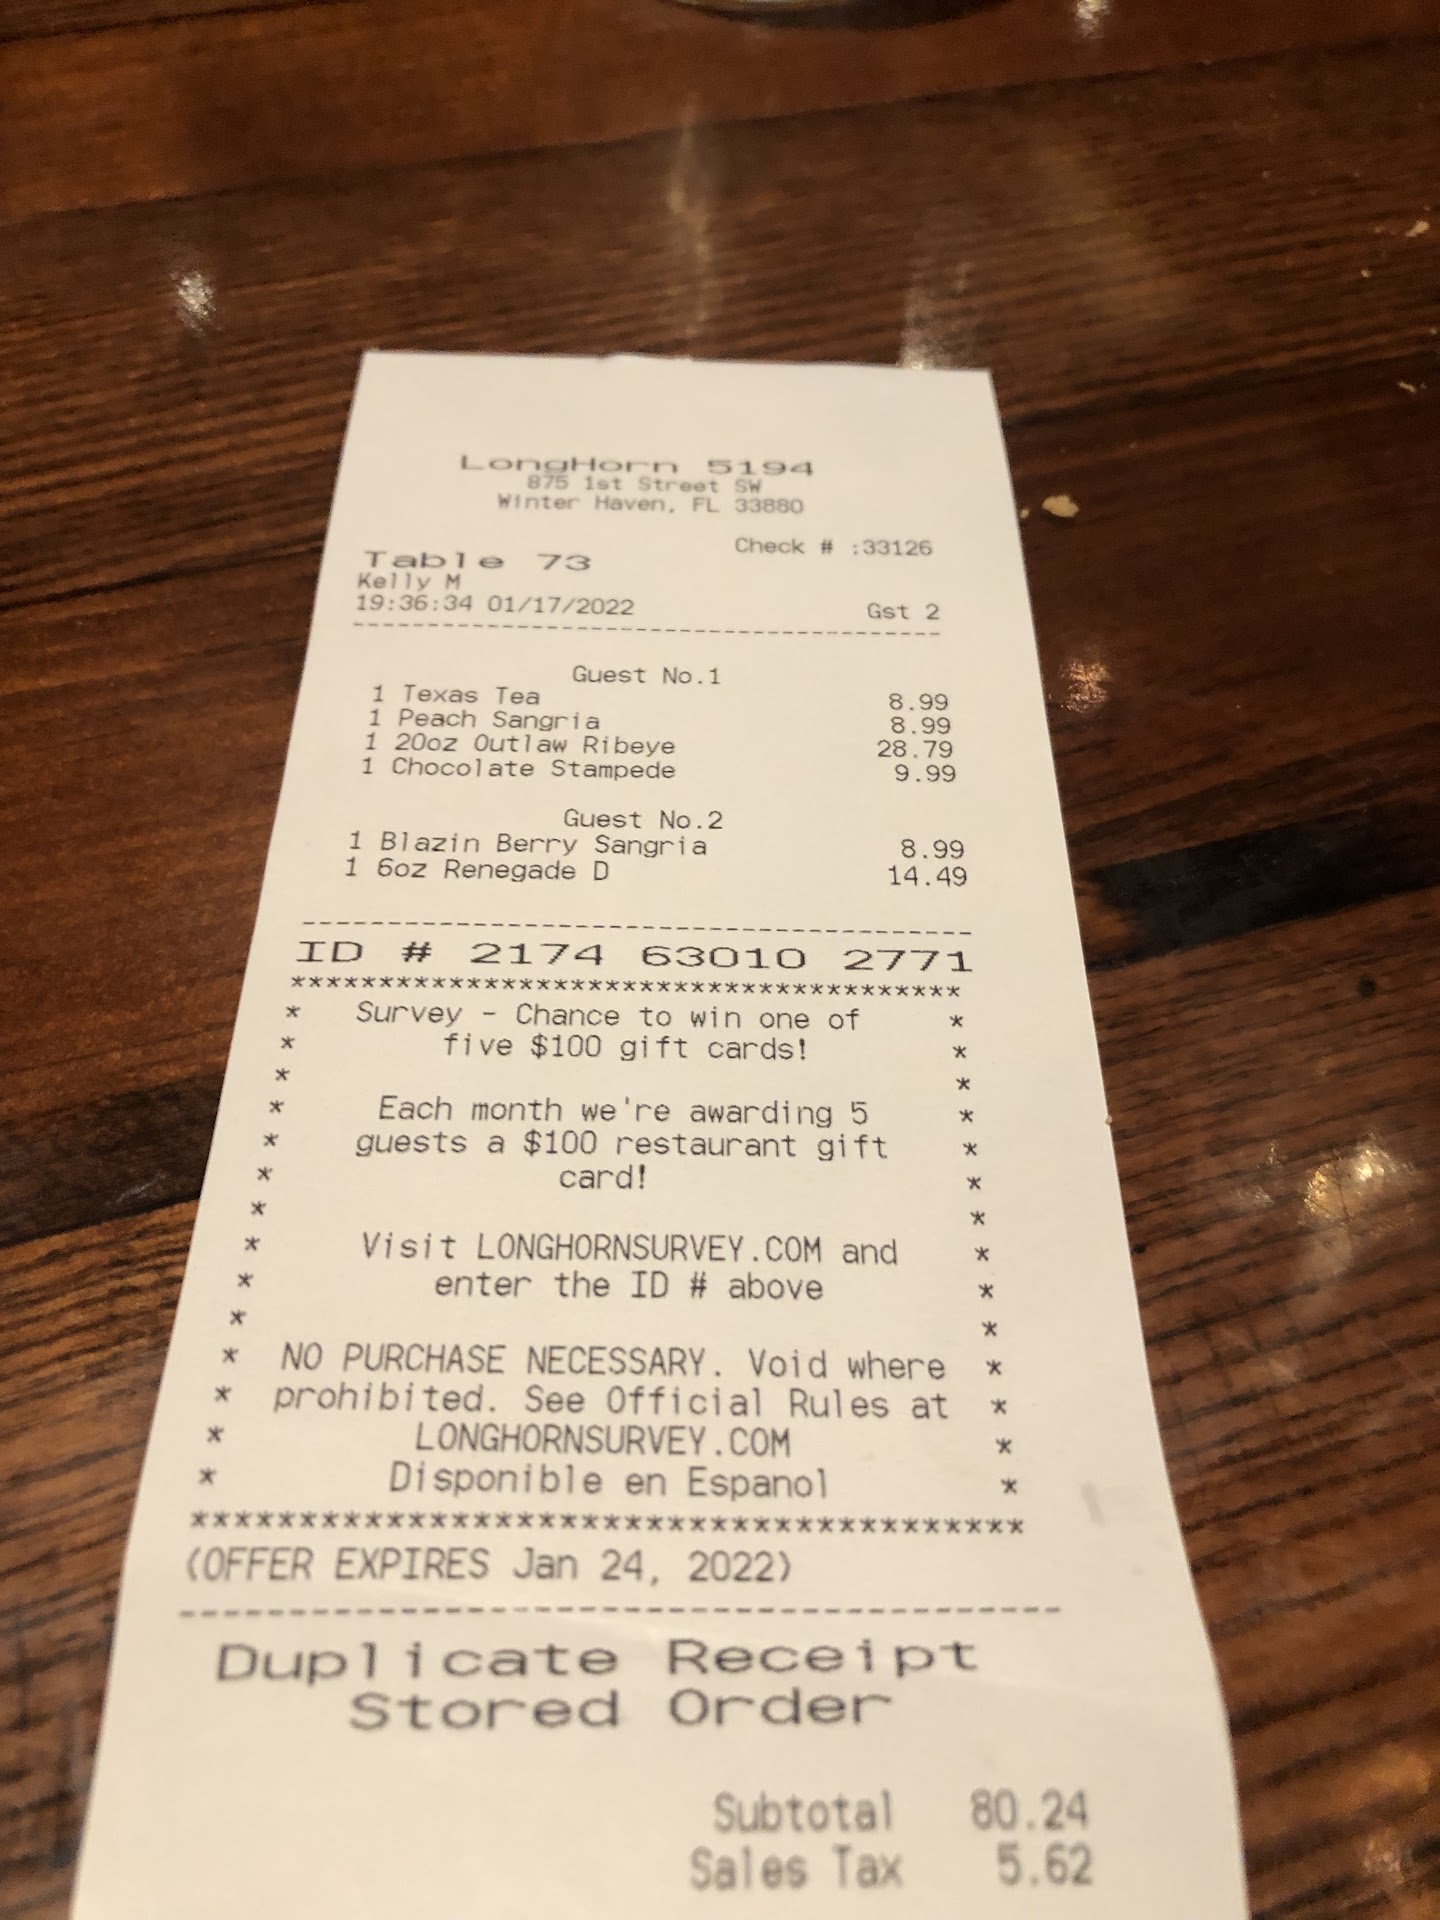 LongHorn 5194
875 1st Street SW
Winter Haven, FL 33880
Check # :33126
Table 73
Kelly M
19:36:34 01/17/2022 Gst 2
----------------------------------------
Guest No.1
1 Texas Tea 8.99
1 Peach Sangria 8.99
1 20oz Outlaw Ribeye 28.79
1 Chocolate Stampede 9.99
Guest No.2
1 Blazin Berry Sangria 8.99
1 6oz Renegade D 14.49
----------------------------------------
ID # 2174 63010 2771
****************************************
* Survey - Chance to win one of *
* five $100 gift cards! *
* *
* Each month we're awarding 5 *
* guests a $100 restaurant gift *
* card! *
* *
* Visit LONGHORNSURVEY.COM and *
* enter the ID # above *
* *
* NO PURCHASE NECESSARY. Void where *
* prohibited. See Official Rules at *
* LONGHORNSURVEY.COM *
* Disponible en Espanol *
****************************************
(OFFER EXPIRES Jan 24, 2022)
----------------------------------------
Duplicate Receipt
Stored Order
Subtotal 80.24
Sales Tax 5.62